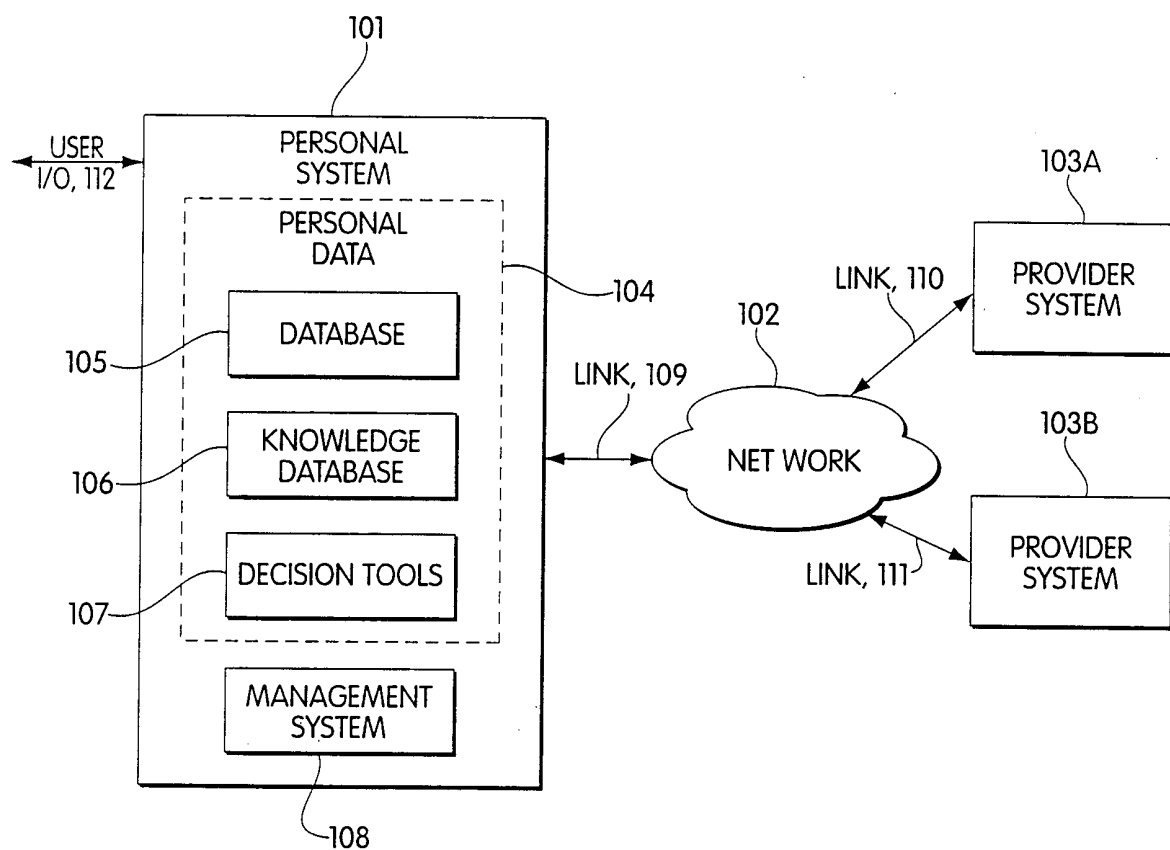 101
USER
I/O, 112
PERSONAL
SYSTEM
PERSONAL
DATA
104
DATABASE
105
KNOWLEDGE
DATABASE
106
DECISION TOOLS
107
MANAGEMENT
SYSTEM
108
LINK, 109
102
NET WORK
LINK, 110
103A
PROVIDER
SYSTEM
LINK, 111
103B
PROVIDER
SYSTEM